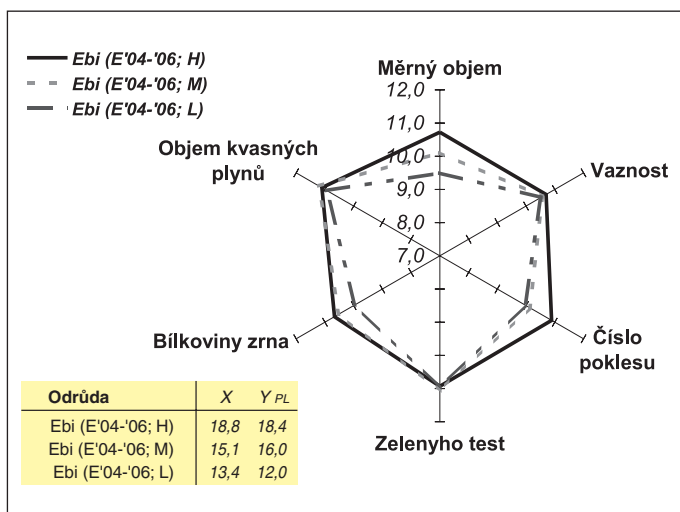 Ebi (E'04-'06; H)
Ebi (E'04-'06; M)
Ebi (E'04-'06; L)
Měrný objem
12,0
11,0
10,0
9,0
8,0
7,0
Objem kvasných
plynů
Vaznost
Bílkoviny zrna
Číslo
poklesu
Zelenyho test
Odrůda X Y PL
Ebi (E'04-'06; H) 18,8 18,4
Ebi (E'04-'06; M) 15,1 16,0
Ebi (E'04-'06; L) 13,4 12,0